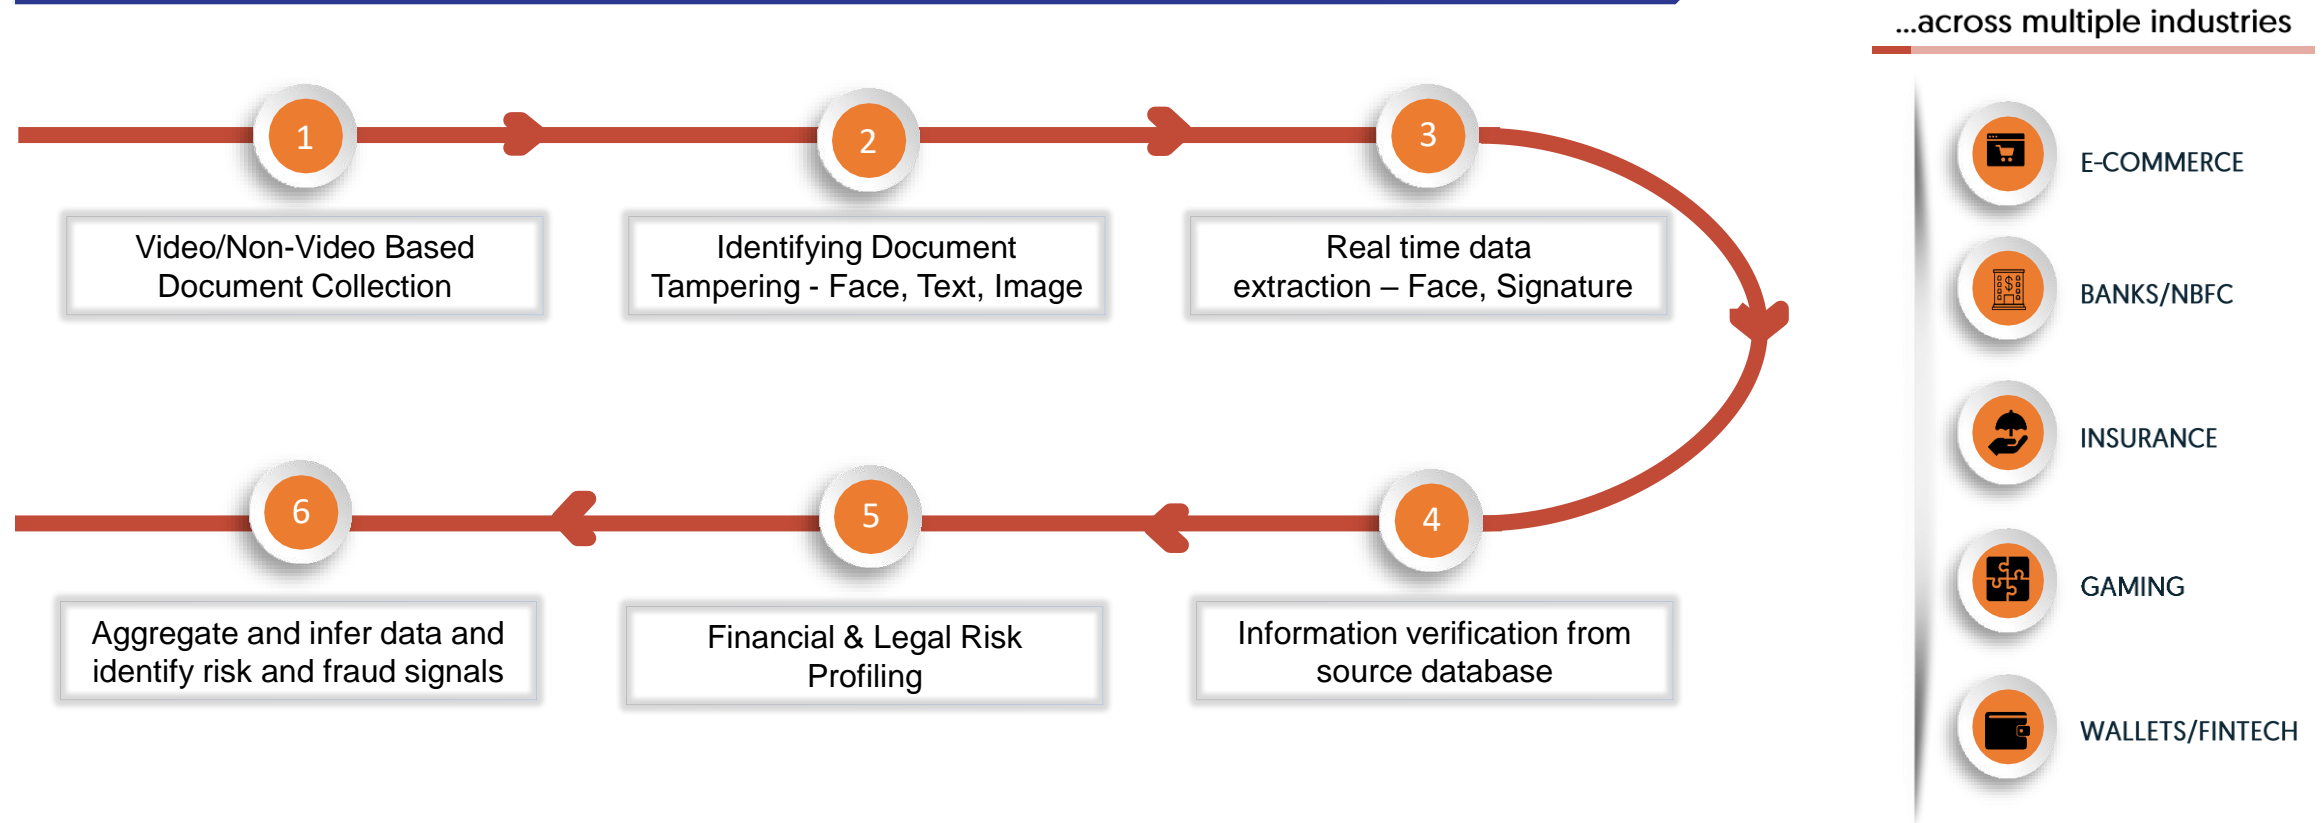 ...across multiple industries
1
2
3
Video/Non-Video Based
Document Collection
Identifying Document
Tampering - Face, Text, Image
Real time data
extraction – Face, Signature
6
5
4
Aggregate and infer data and
identify risk and fraud signals
Financial & Legal Risk
Profiling
Information verification from
source database
E-COMMERCE
BANKS/NBFC
INSURANCE
GAMING
WALLETS/FINTECH